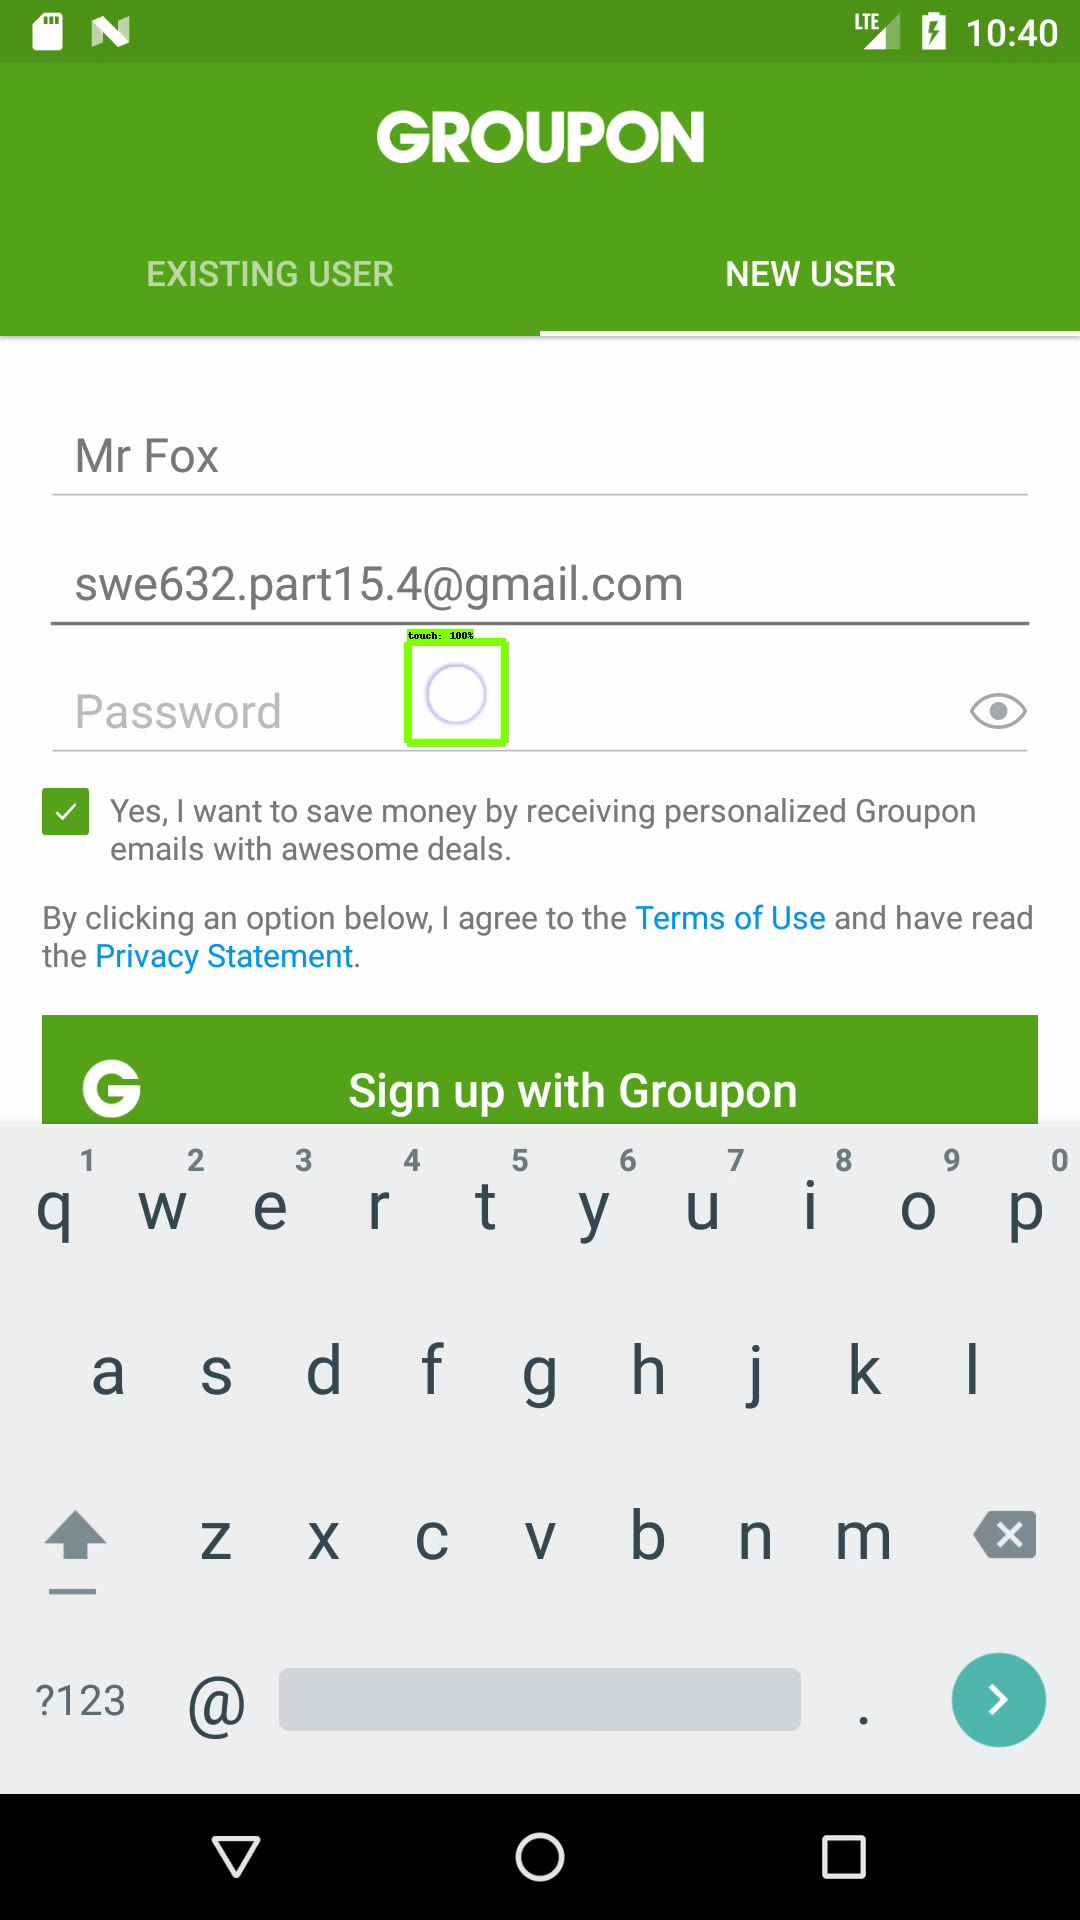 LTE 10:40
GROUPON
EXISTING USER NEW USER
Mr Fox
swe632.part15.4@gmail.com
touch: 100%
Password
Yes, I want to save money by receiving personalized Groupon
emails with awesome deals.
By clicking an option below, I agree to the Terms of Use and have read
the Privacy Statement.
G Sign up with Groupon
1 2 3 4 5 6 7 8 9 0
q w e r t y u i o p
a s d f g h j k l
z x c v b n m
?123 @ .